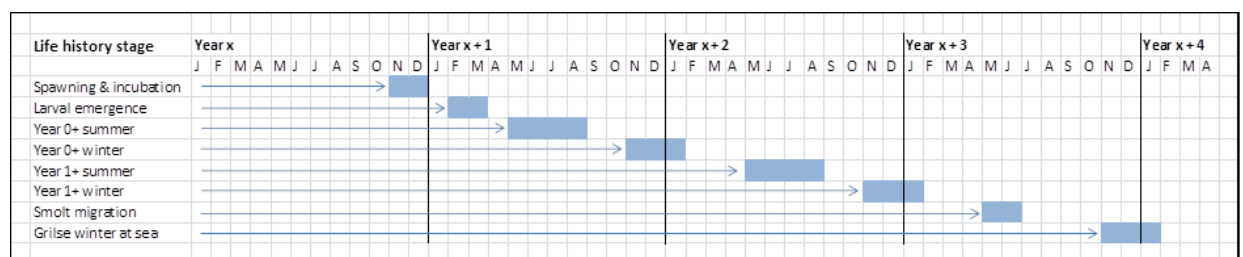 Life history stage Year x Year x + 1 Year x + 2 Year x + 3 Year x + 4
J F M A M J J A S O N D J F M A M J J A S O N D J F M A M J J A S O N D J F M A M J J A S O N D J F M A
Spawning & incubation
Larval emergence
Year 0+ summer
Year 0+ winter
Year 1+ summer
Year 1+ winter
Smolt migration
Grilse winter at sea